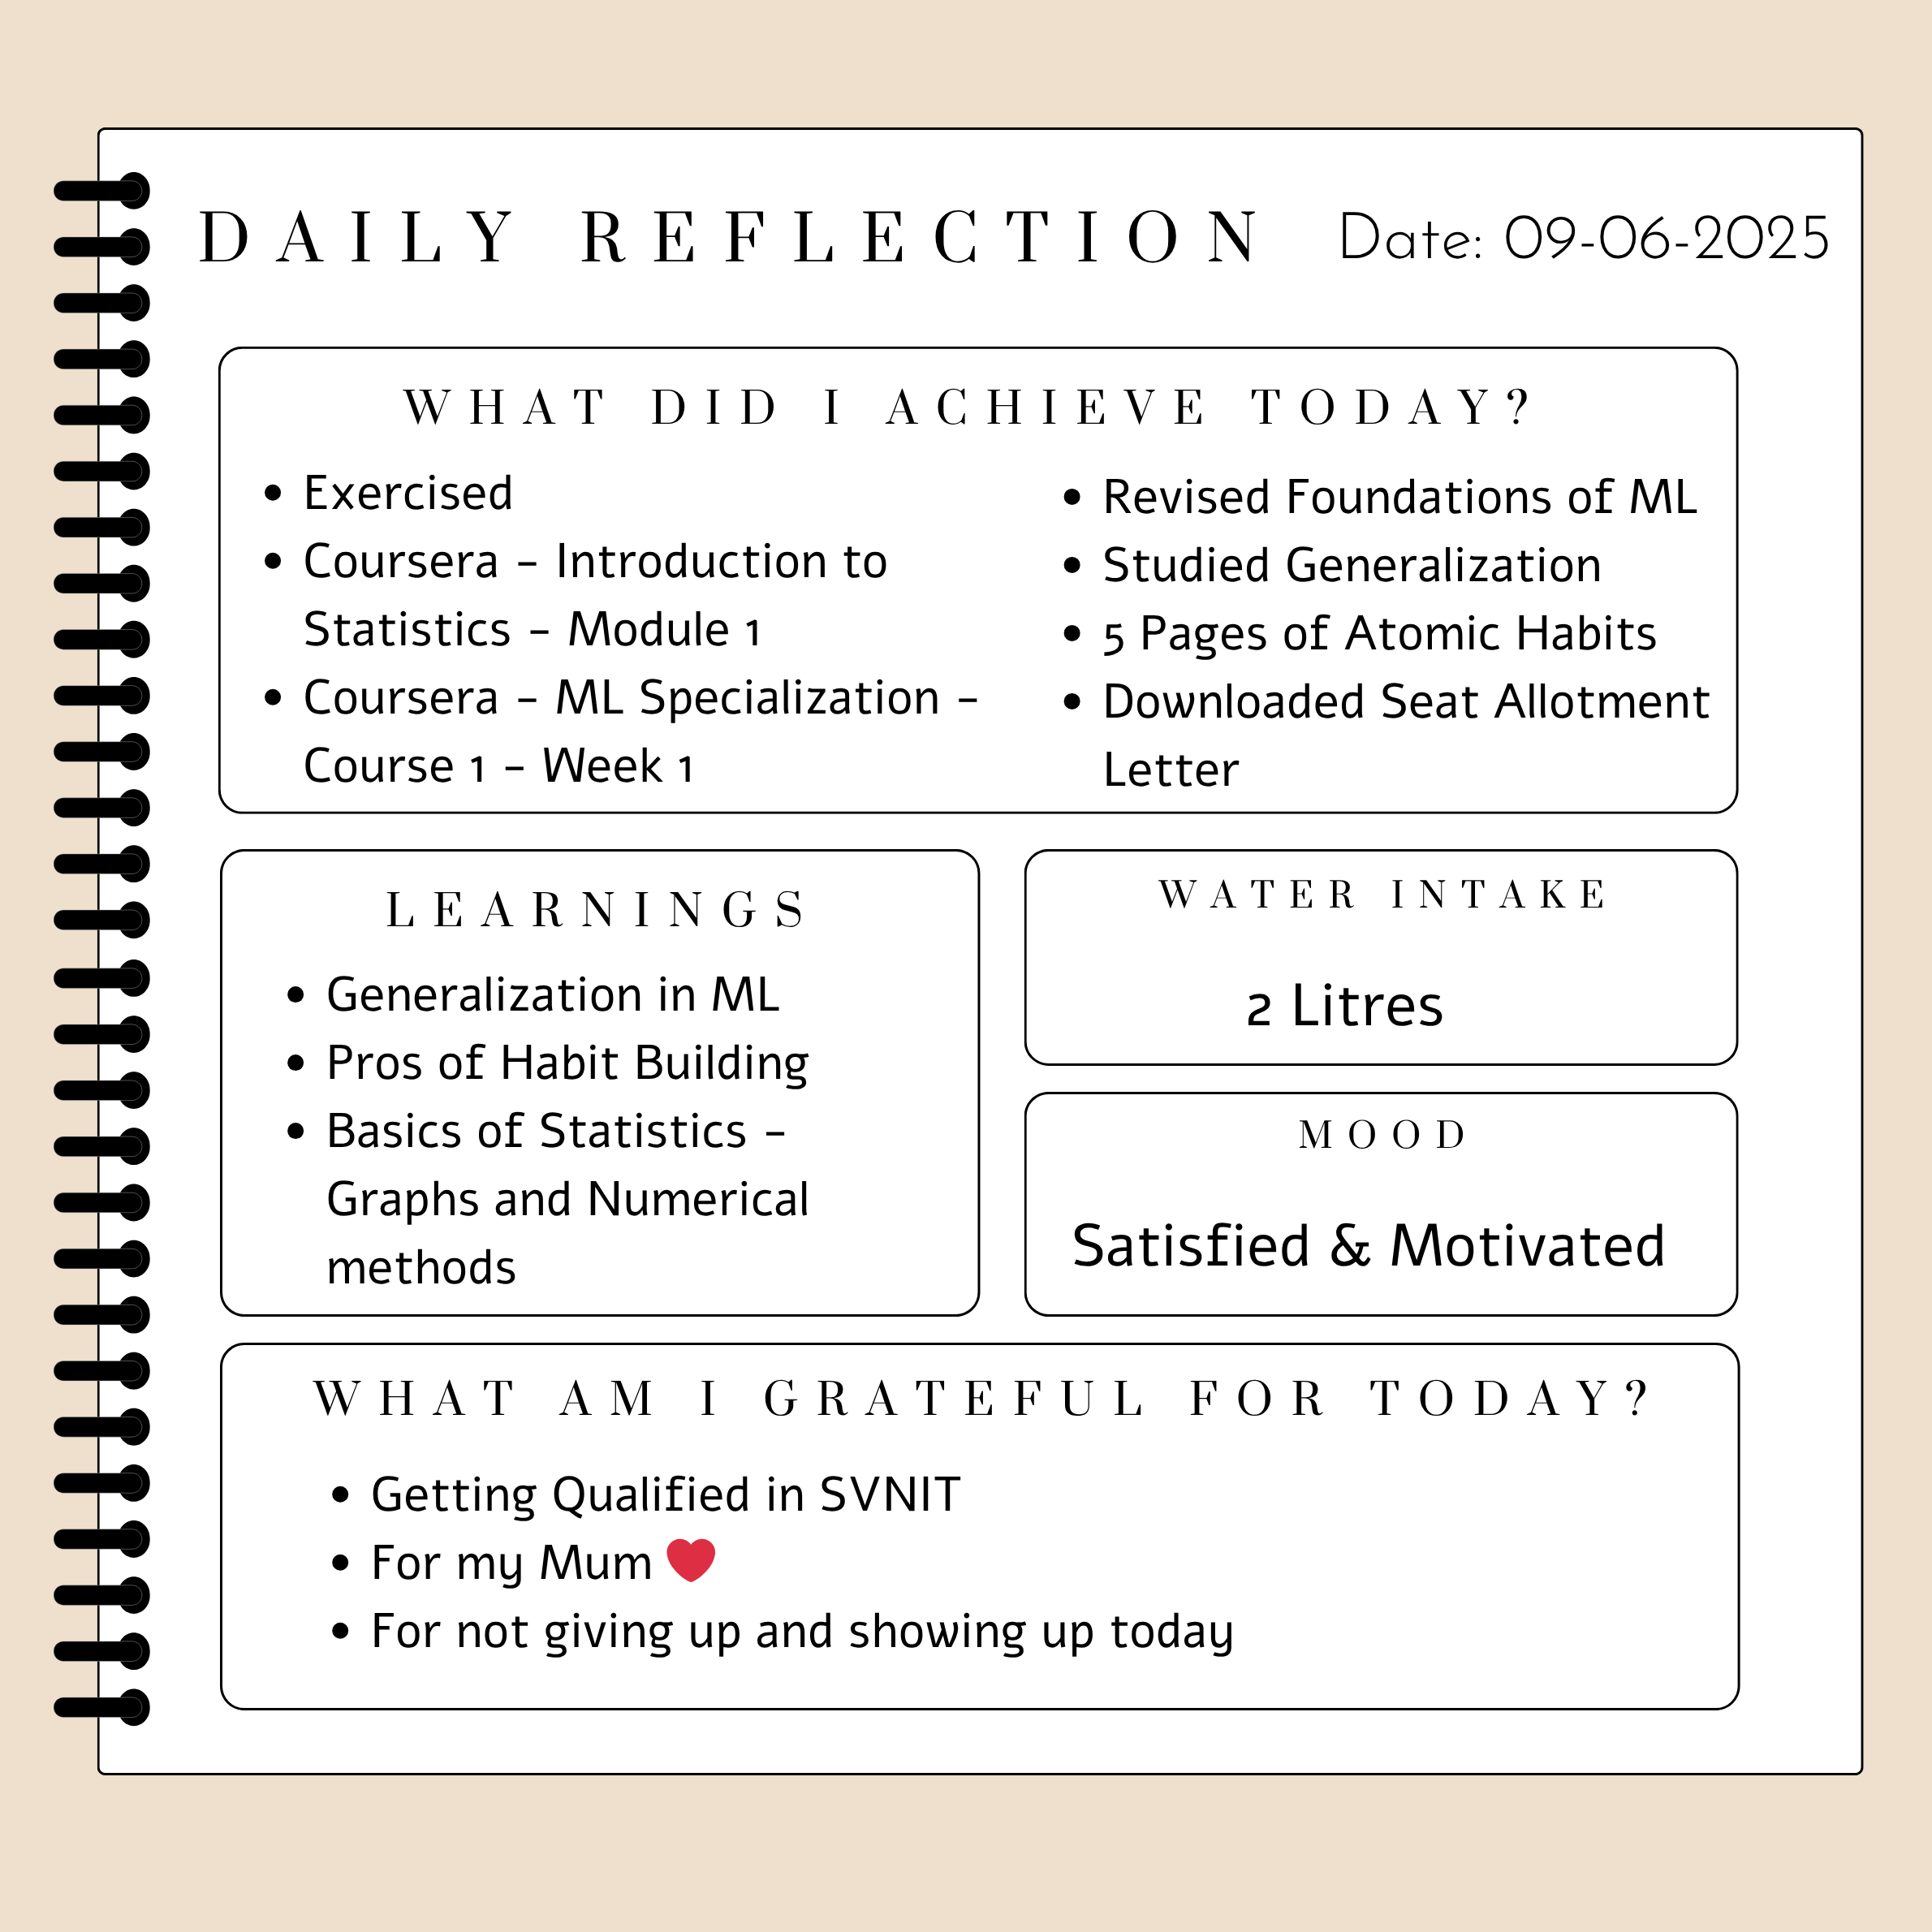 DAILY REFLECTION
Date: 09-06-2025
WHAT DID I ACHIEVE TODAY?
• Exercised
• Coursera - Introduction to
Statistics - Module 1
• Coursera - ML Specialization -
Course 1 - Week 1
• Revised Foundations of ML
• Studied Generalization
• 5 Pages of Atomic Habits
• Downloaded Seat Allotment
Letter
LEARNINGS
• Generalization in ML
• Pros of Habit Building
• Basics of Statistics -
Graphs and Numerical
methods
WATER INTAKE
2 Litres
MOOD
Satisfied & Motivated
WHAT AM I GRATEFUL FOR TODAY?
• Getting Qualified in SVNIT
• For my Mum ❤️
• For not giving up and showing up today